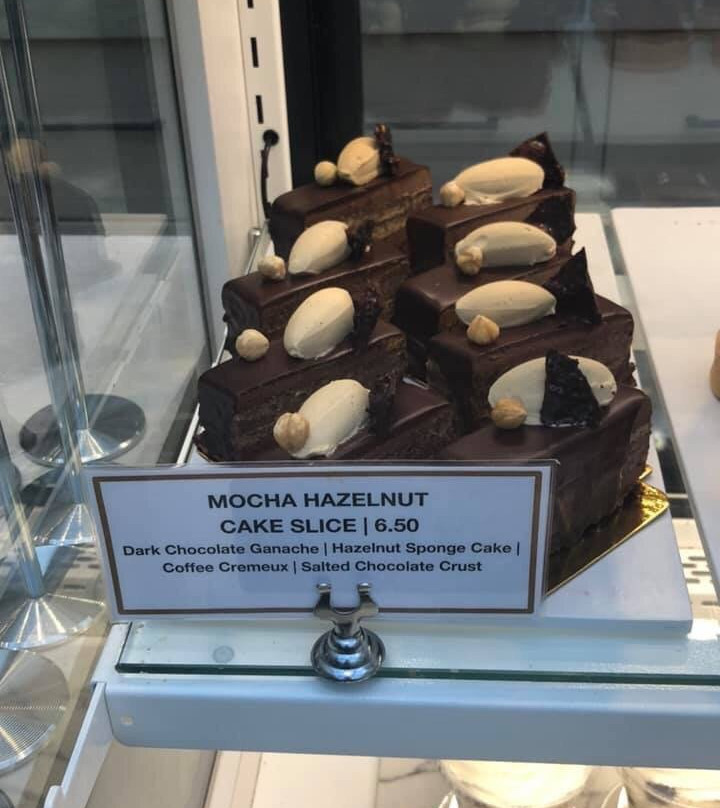 MOCHA HAZELNUT
CAKE SLICE | 6.50
Dark Chocolate Ganache | Hazelnut Sponge Cake |
Coffee Cremeux | Salted Chocolate Crust